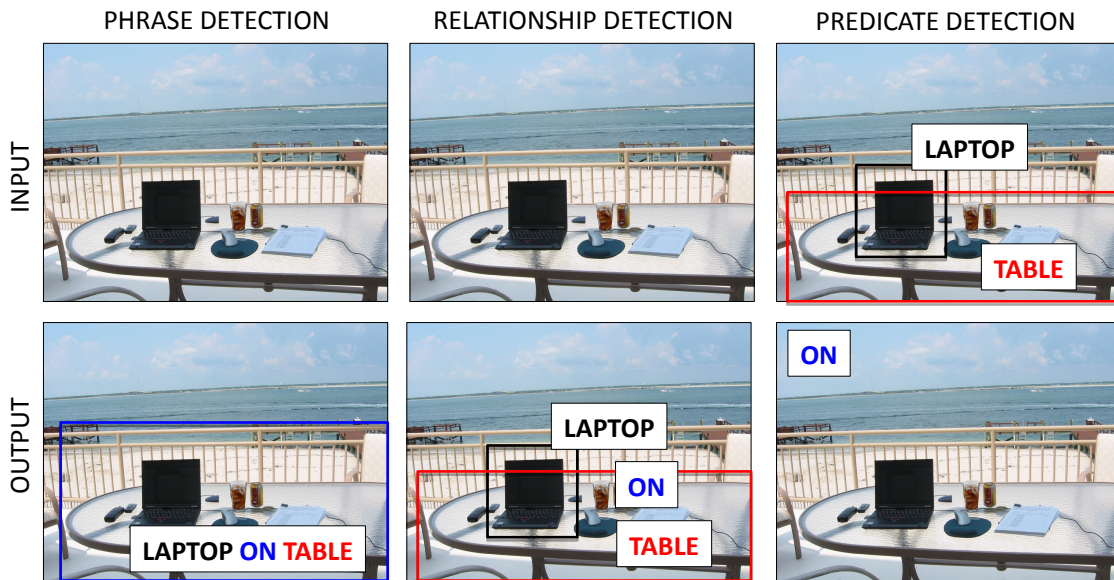 PHRASE DETECTION
RELATIONSHIP DETECTION
PREDICATE DETECTION
INPUT
LAPTOP
TABLE
OUTPUT
LAPTOP ON TABLE
LAPTOP
ON
TABLE
ON